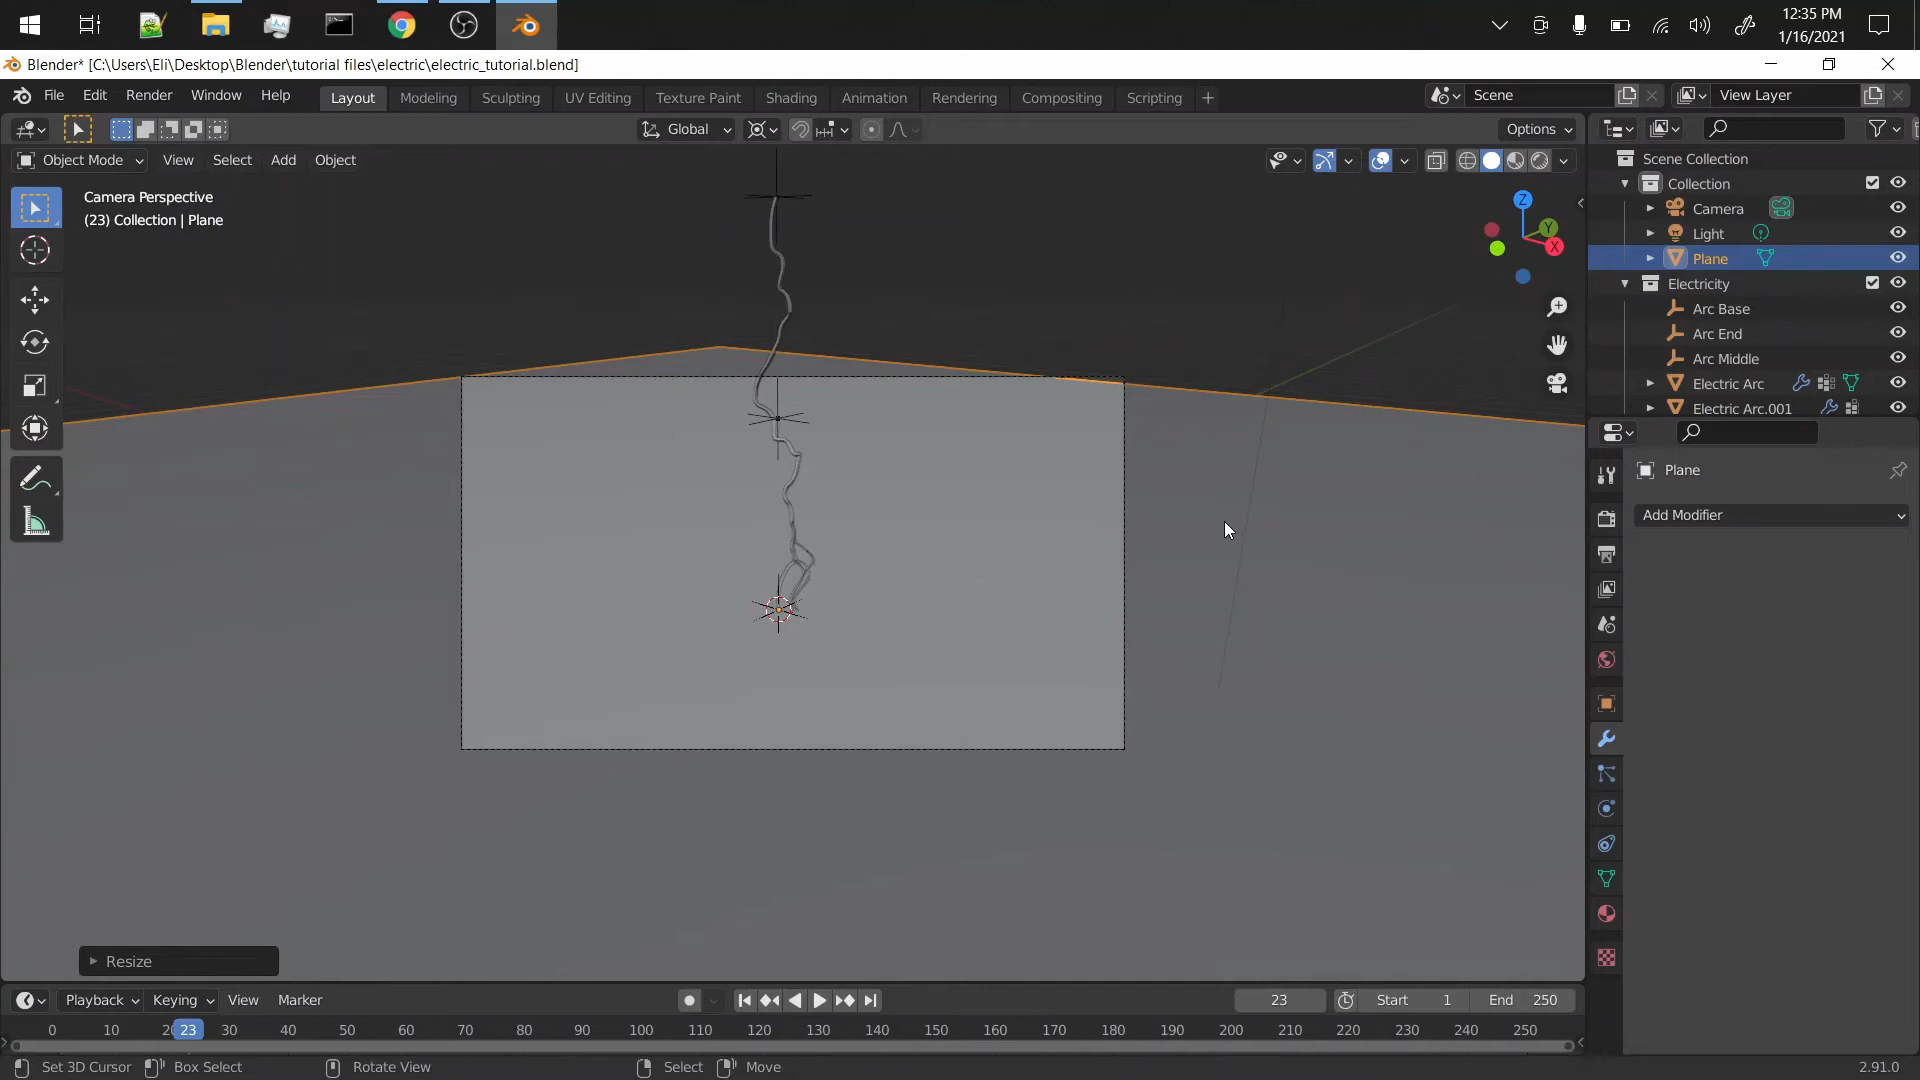 12:35 PM
1/16/2021
Blender* [C:\Users\Eli\Desktop\Blender\tutorial files\electric\electric_tutorial.blend]
File Edit Render Window Help Layout Modeling Sculpting UV Editing Texture Paint Shading Animation Rendering Compositing Scripting + Scene View Layer
Global Options
Object Mode View Select Add Object
Scene Collection
Camera Perspective
(23) Collection | Plane
Collection
Camera
Light
Plane
Electricity
Arc Base
Arc End
Arc Middle
Electric Arc
Electric Arc.001
Z
Y
X
Plane
Add Modifier
Resize
Playback Keying View Marker 23 Start 1 End 250
0 10 20 23 30 40 50 60 70 80 90 100 110 120 130 140 150 160 170 180 190 200 210 220 230 240 250
Set 3D Cursor Box Select Rotate View Select Move 2.91.0